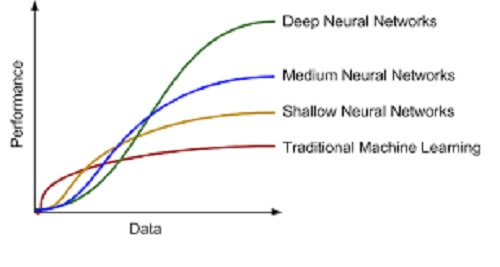 Deep Neural Networks
Medium Neural Networks
Shallow Neural Networks
Traditional Machine Learning
Performance
Data